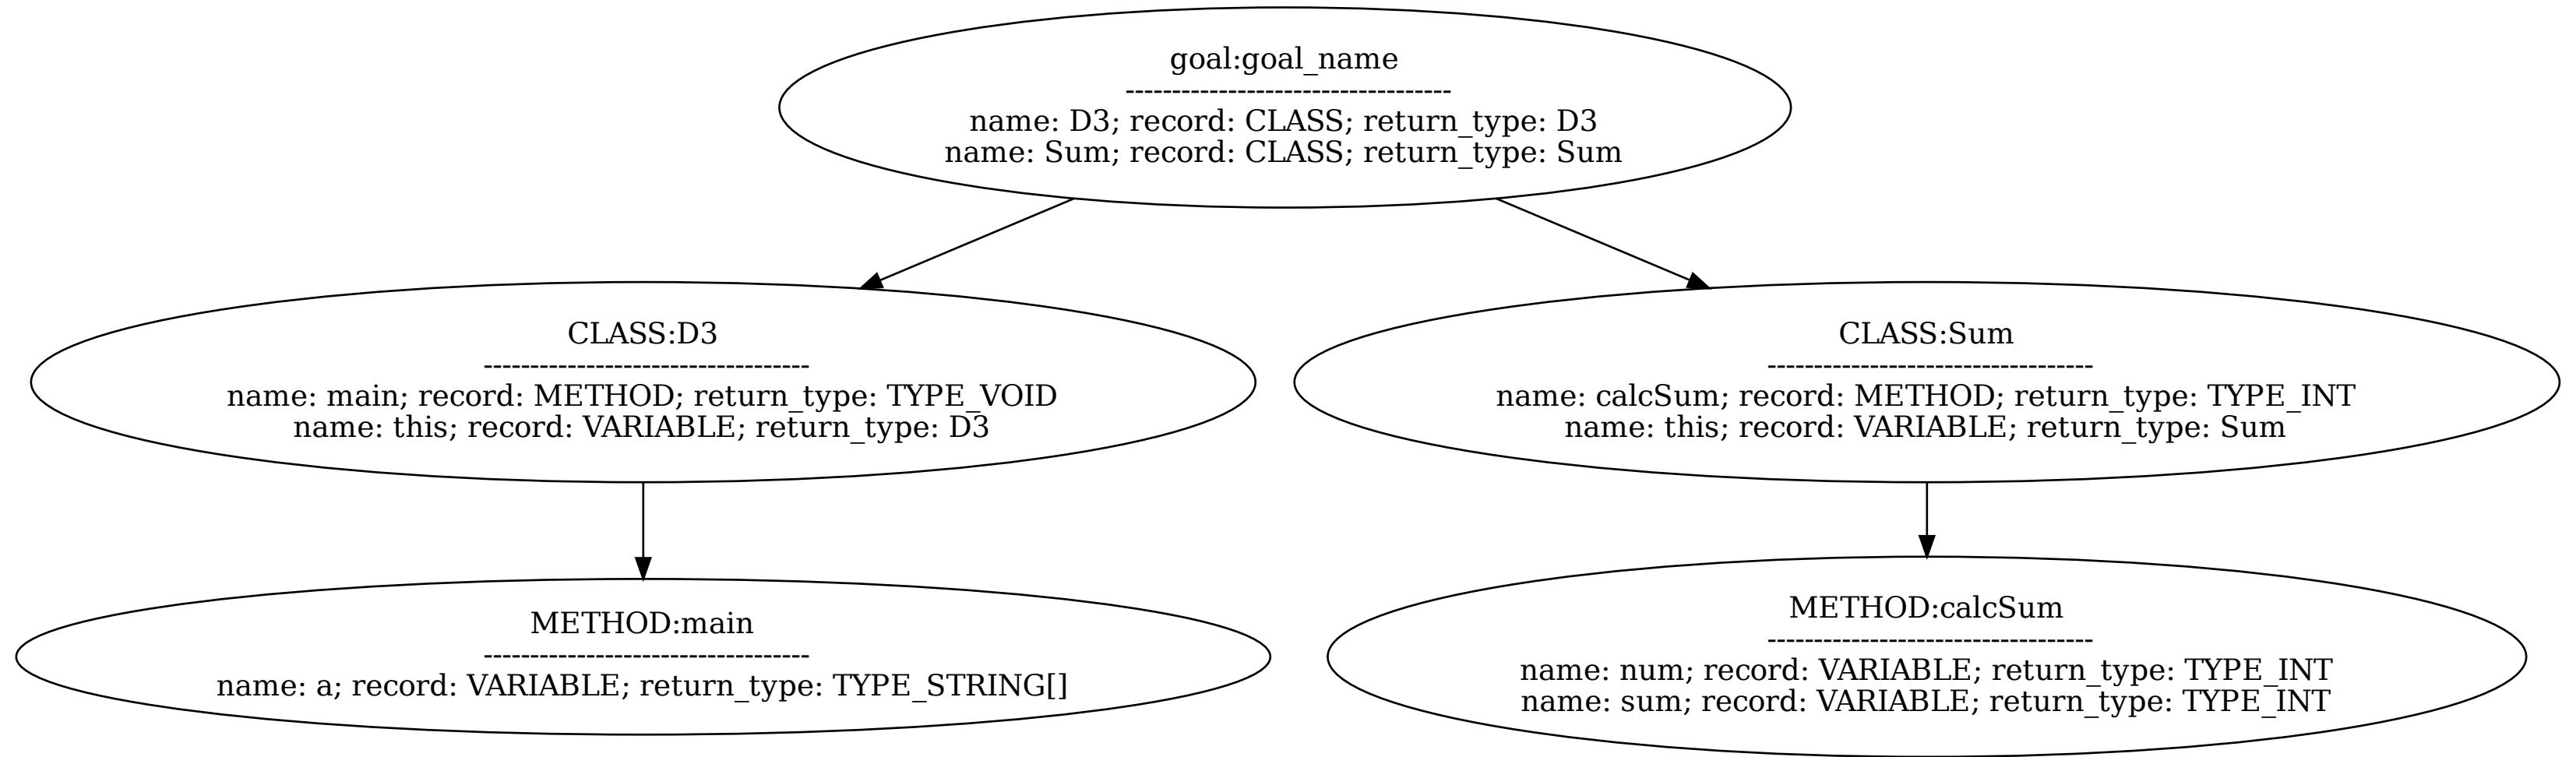 goal:goal_name
-----------------------------------
name: D3; record: CLASS; return_type: D3
name: Sum; record: CLASS; return_type: Sum
CLASS:D3
-----------------------------------
name: main; record: METHOD; return_type: TYPE_VOID
name: this; record: VARIABLE; return_type: D3
CLASS:Sum
-----------------------------------
name: calcSum; record: METHOD; return_type: TYPE_INT
name: this; record: VARIABLE; return_type: Sum
METHOD:main
-----------------------------------
name: a; record: VARIABLE; return_type: TYPE_STRING[]
METHOD:calcSum
-----------------------------------
name: num; record: VARIABLE; return_type: TYPE_INT
name: sum; record: VARIABLE; return_type: TYPE_INT